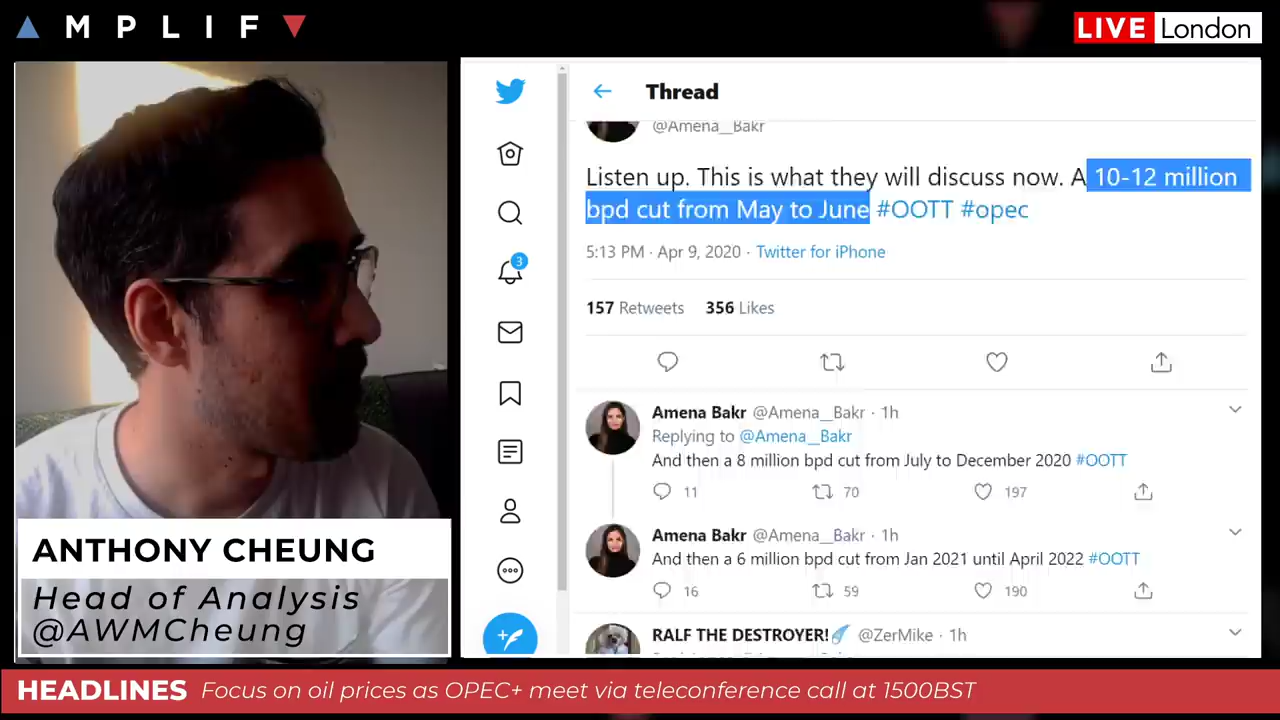 AMPLIFY
LIVE London
Thread
@Amena__Bakr
Listen up. This is what they will discuss now. A 10-12 million
bpd cut from May to June #OOTT #opec
5:13 PM · Apr 9, 2020 · Twitter for iPhone
157 Retweets 356 Likes
3
Amena Bakr @Amena__Bakr · 1h
Replying to @Amena__Bakr
And then a 8 million bpd cut from July to December 2020 #OOTT
11 70 197
Amena Bakr @Amena__Bakr · 1h
And then a 6 million bpd cut from Jan 2021 until April 2022 #OOTT
16 59 190
RALF THE DESTROYER! @ZerMike · 1h
ANTHONY CHEUNG
Head of Analysis
@AWMCheung
HEADLINES Focus on oil prices as OPEC+ meet via teleconference call at 1500BST